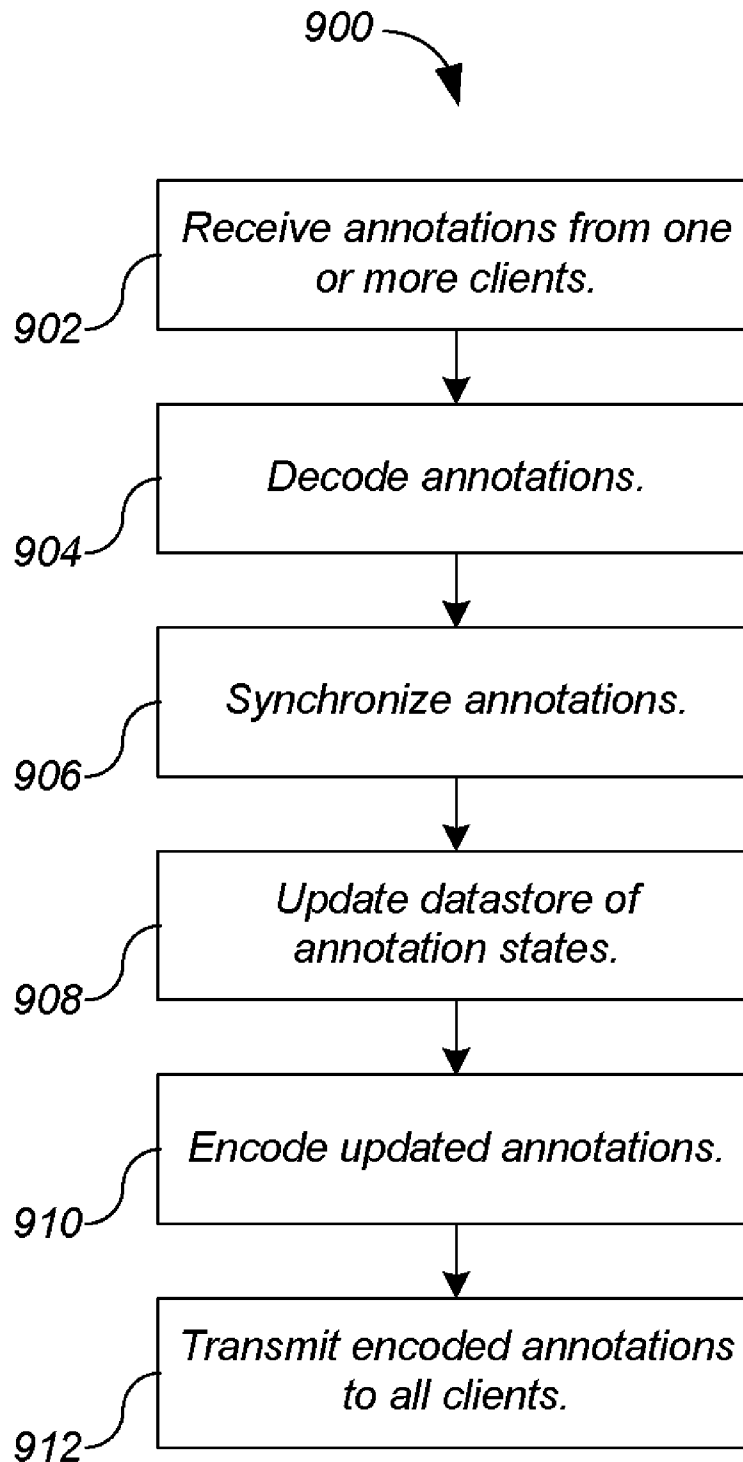 900
Receive annotations from one
or more clients.
902
Decode annotations.
904
Synchronize annotations.
906
Update datastore of
annotation states.
908
Encode updated annotations.
910
Transmit encoded annotations
to all clients.
912